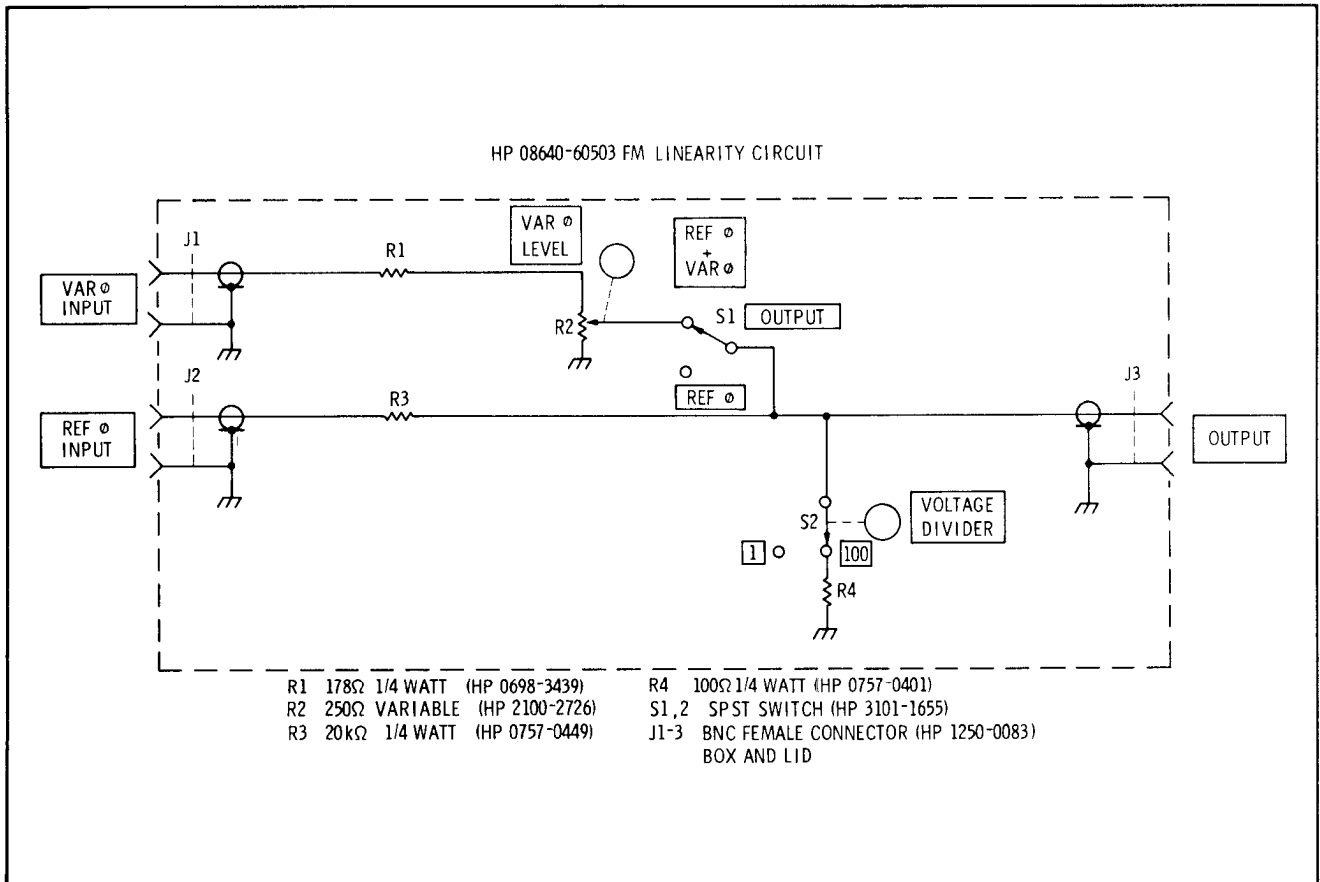 HP 08640-60503 FM LINEARITY CIRCUIT
VAR ø
LEVEL
REF ø
+
VAR ø
J1
R1
VAR ø
INPUT
R2
S1
OUTPUT
J2
R3
REF ø
J3
REF ø
INPUT
OUTPUT
S2
VOLTAGE
DIVIDER
1
100
R4
R1 178Ω 1/4 WATT (HP 0698-3439)
R2 250Ω VARIABLE (HP 2100-2726)
R3 20kΩ 1/4 WATT (HP 0757-0449)
R4 100Ω 1/4 WATT (HP 0757-0401)
S1,2 SPST SWITCH (HP 3101-1655)
J1-3 BNC FEMALE CONNECTOR (HP 1250-0083)
BOX AND LID